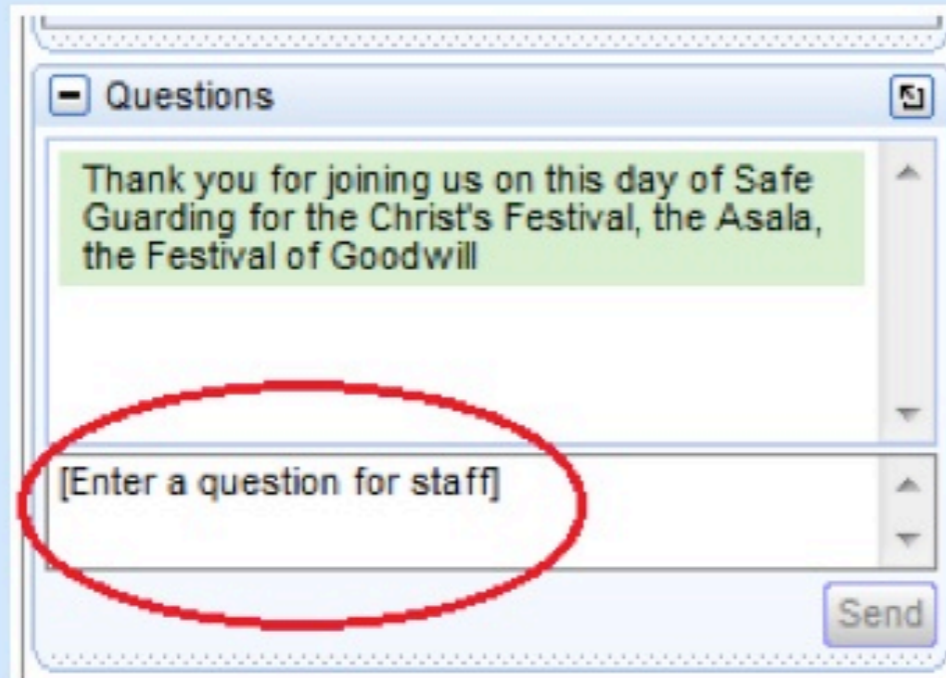 Questions
Thank you for joining us on this day of Safe
Guarding for the Christ's Festival, the Asala,
the Festival of Goodwill
[Enter a question for staff]
Send